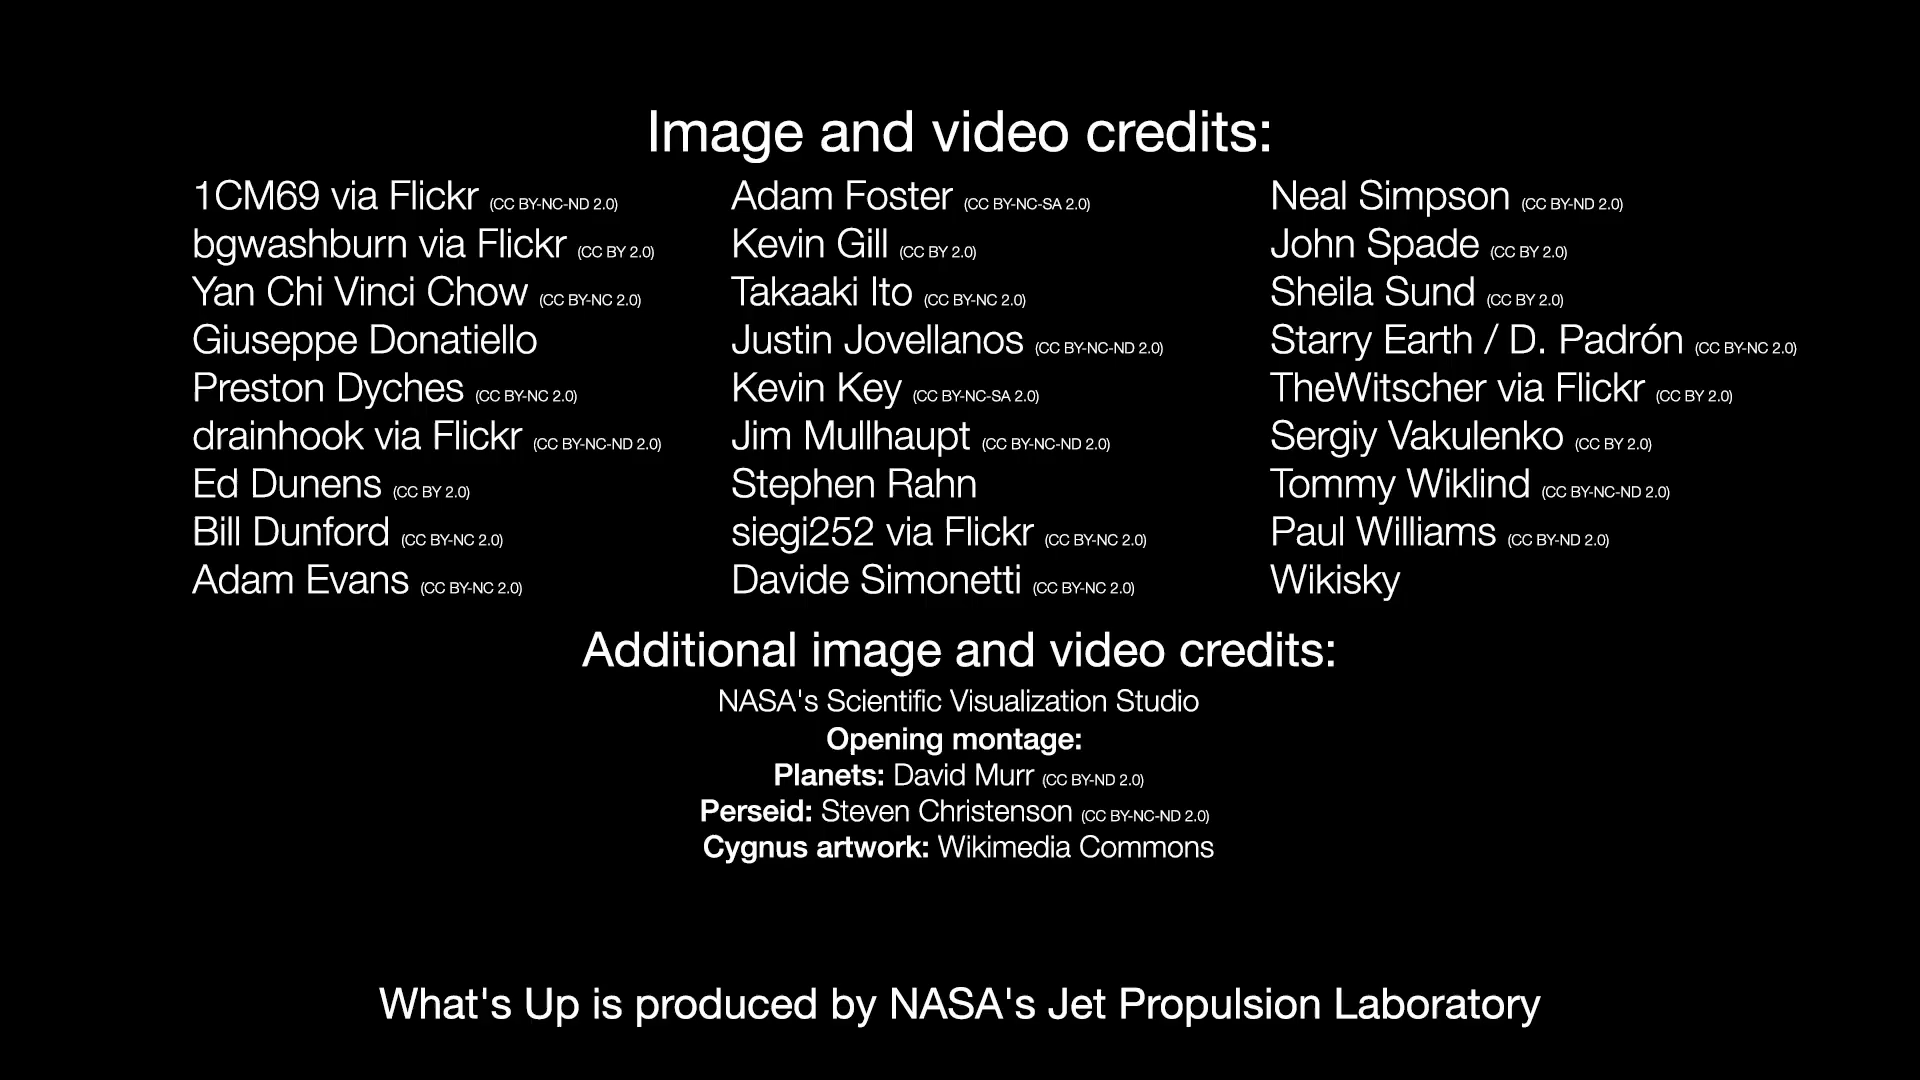 Image and video credits:
1CM69 via Flickr (CC BY-NC-ND 2.0)
bgwashburn via Flickr (CC BY 2.0)
Yan Chi Vinci Chow (CC BY-NC 2.0)
Giuseppe Donatiello
Preston Dyches (CC BY-NC 2.0)
drainhook via Flickr (CC BY-NC-ND 2.0)
Ed Dunens (CC BY 2.0)
Bill Dunford (CC BY-NC 2.0)
Adam Evans (CC BY-NC 2.0)
Adam Foster (CC BY-NC-SA 2.0)
Kevin Gill (CC BY 2.0)
Takaaki Ito (CC BY-NC 2.0)
Justin Jovellanos (CC BY-NC-ND 2.0)
Kevin Key (CC BY-NC-SA 2.0)
Jim Mullhaupt (CC BY-NC-ND 2.0)
Stephen Rahn
siegi252 via Flickr (CC BY-NC 2.0)
Davide Simonetti (CC BY-NC 2.0)
Neal Simpson (CC BY-ND 2.0)
John Spade (CC BY 2.0)
Sheila Sund (CC BY 2.0)
Starry Earth / D. Padrón (CC BY-NC 2.0)
TheWitscher via Flickr (CC BY 2.0)
Sergiy Vakulenko (CC BY 2.0)
Tommy Wiklind (CC BY-NC-ND 2.0)
Paul Williams (CC BY-ND 2.0)
Wikisky
Additional image and video credits:
NASA's Scientific Visualization Studio
Opening montage:
Planets: David Murr (CC BY-ND 2.0)
Perseid: Steven Christenson (CC BY-NC-ND 2.0)
Cygnus artwork: Wikimedia Commons
What's Up is produced by NASA's Jet Propulsion Laboratory